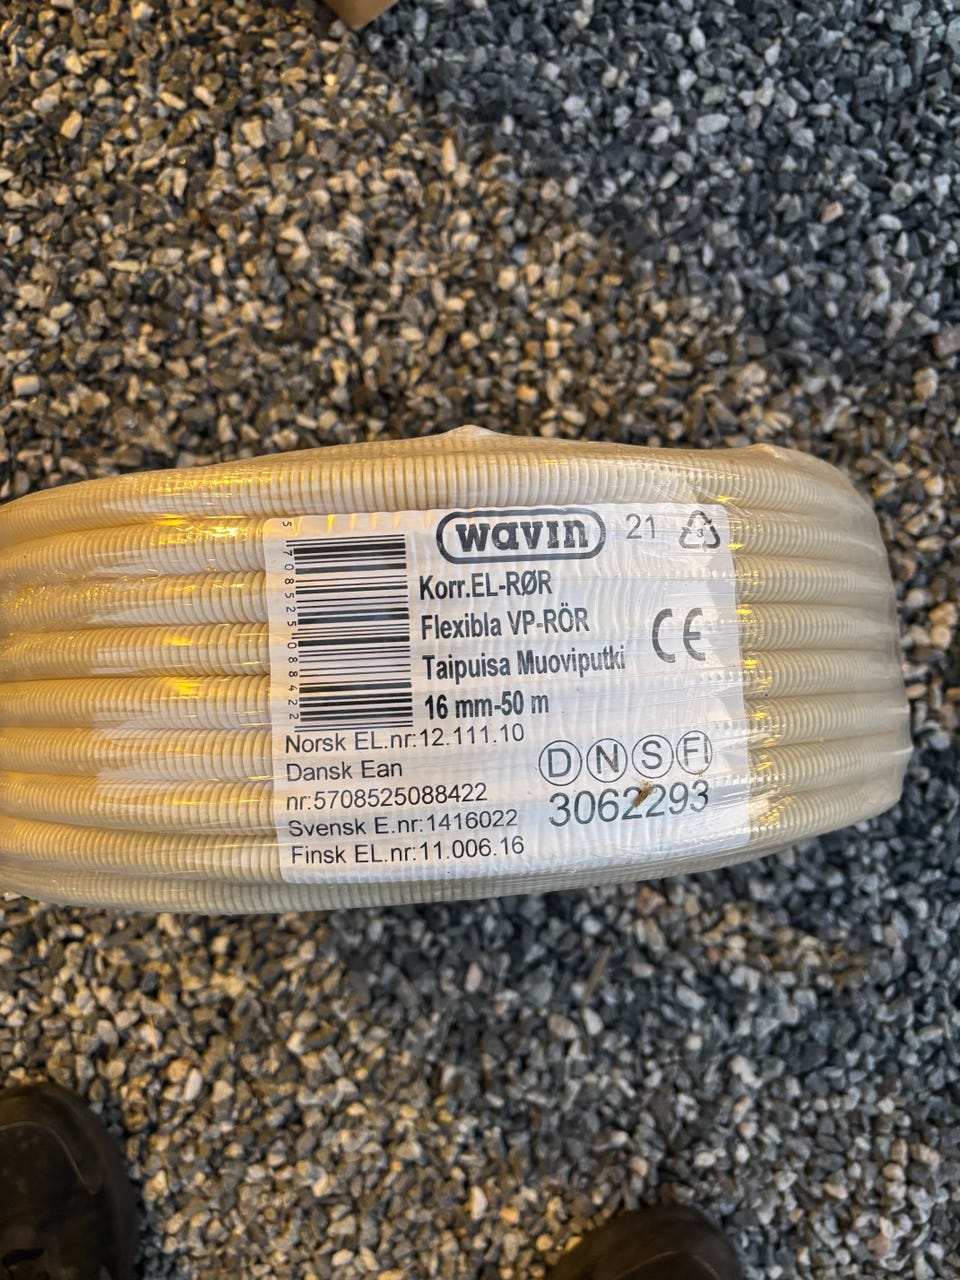 wavin 21
3
5 708525 088422
Korr.EL-RØR
Flexibla VP-RÖR
Taipuisa Muoviputki
16 mm-50 m
CE
Norsk EL.nr:12.111.10
Dansk Ean
nr:5708525088422
Svensk E.nr:1416022
Finsk EL.nr:11.006.16
D N S FI
3062293